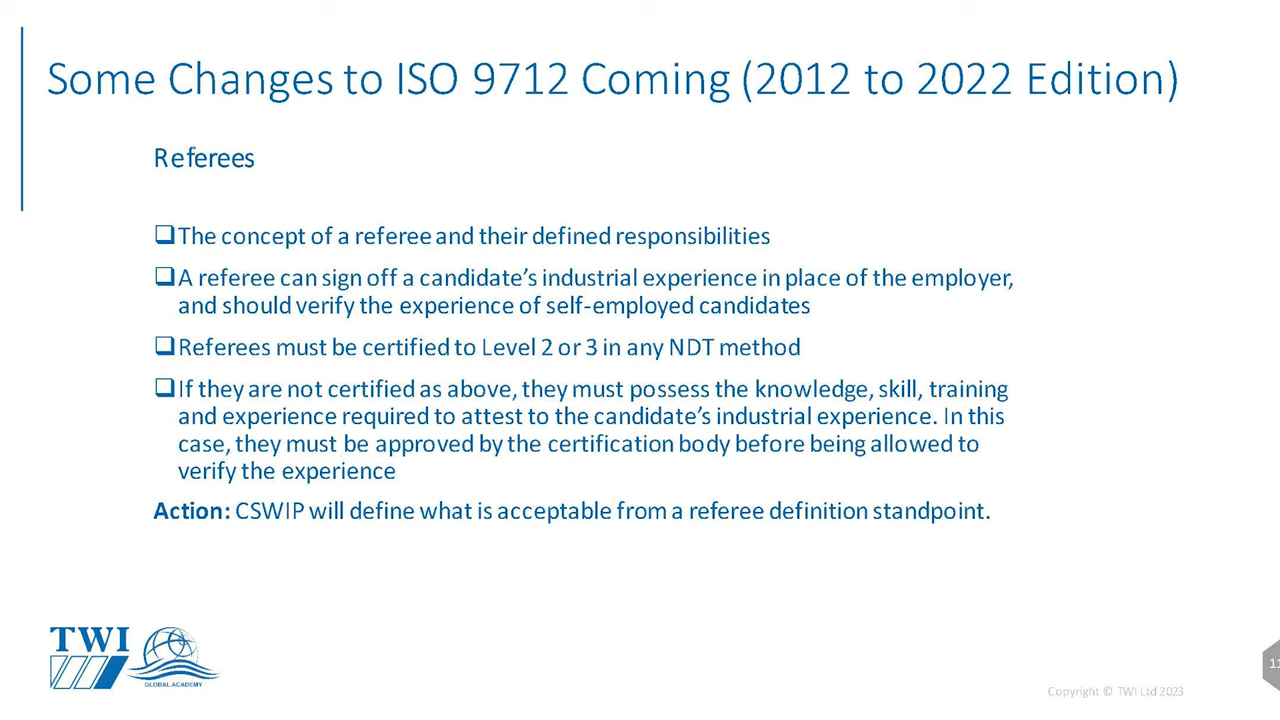 Some Changes to ISO 9712 Coming (2012 to 2022 Edition)
Referees
❑The concept of a referee and their defined responsibilities
❑A referee can sign off a candidate’s industrial experience in place of the employer,
and should verify the experience of self-employed candidates
❑Referees must be certified to Level 2 or 3 in any NDT method
❑If they are not certified as above, they must possess the knowledge, skill, training
and experience required to attest to the candidate’s industrial experience. In this
case, they must be approved by the certification body before being allowed to
verify the experience
Action: CSWIP will define what is acceptable from a referee definition standpoint.
TWI
GLOBAL ACADEMY
Copyright © TWI Ltd 2023